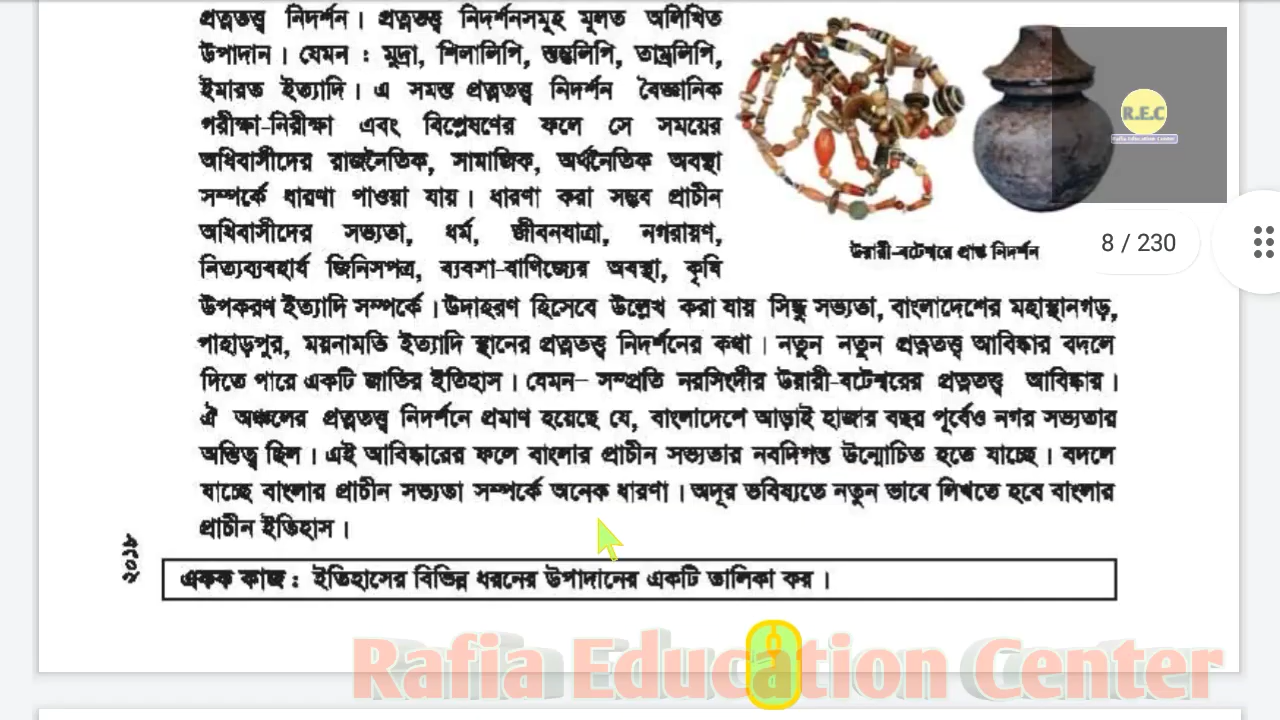 প্রত্নতত্ত্ব নিদর্শন। প্রত্নতত্ত্ব নিদর্শনসমূহ মূলত অলিখিত
উপাদান। যেমন : মুদ্রা, শিলালিপি, স্তম্ভলিপি, তাম্রলিপি,
ইমারত ইত্যাদি। এ সমস্ত প্রত্নতত্ত্ব নিদর্শন বৈজ্ঞানিক
পরীক্ষা-নিরীক্ষা এবং বিশ্লেষণের ফলে সে সময়ের
অধিবাসীদের রাজনৈতিক, সামাজিক, অর্থনৈতিক অবস্থা
সম্পর্কে ধারণা পাওয়া যায়। ধারণা করা সম্ভব প্রাচীন
অধিবাসীদের সভ্যতা, ধর্ম, জীবনযাত্রা, নগরায়ণ,
নিত্যব্যবহার্য জিনিসপত্র, ব্যবসা-বাণিজ্যের অবস্থা, কৃষি
উপকরণ ইত্যাদি সম্পর্কে। উদাহরণ হিসেবে উল্লেখ করা যায় সিন্ধু সভ্যতা, বাংলাদেশের মহাস্থানগড়,
পাহাড়পুর, ময়নামতি ইত্যাদি স্থানের প্রত্নতত্ত্ব নিদর্শনের কথা। নতুন নতুন প্রত্নতত্ত্ব আবিষ্কার বদলে
দিতে পারে একটি জাতির ইতিহাস। যেমন– সম্প্রতি নরসিংদীর উয়ারী-বটেশ্বরের প্রত্নতত্ত্ব আবিষ্কার।
ঐ অঞ্চলের প্রত্নতত্ত্ব নিদর্শনে প্রমাণ হয়েছে যে, বাংলাদেশে আড়াই হাজার বছর পূর্বেও নগর সভ্যতার
অস্তিত্ব ছিল। এই আবিষ্কারের ফলে বাংলার প্রাচীন সভ্যতার নবদিগন্ত উন্মোচিত হতে যাচ্ছে। বদলে
যাচ্ছে বাংলার প্রাচীন সভ্যতা সম্পর্কে অনেক ধারণা। অদূর ভবিষ্যতে নতুন ভাবে লিখতে হবে বাংলার
প্রাচীন ইতিহাস।
উয়ারী-বটেশ্বরে প্রাপ্ত নিদর্শন
R.E.C
Rafia Education Center
8 / 230
২০১৮
একক কাজ : ইতিহাসের বিভিন্ন ধরনের উপাদানের একটি তালিকা কর।
Rafia Education Center